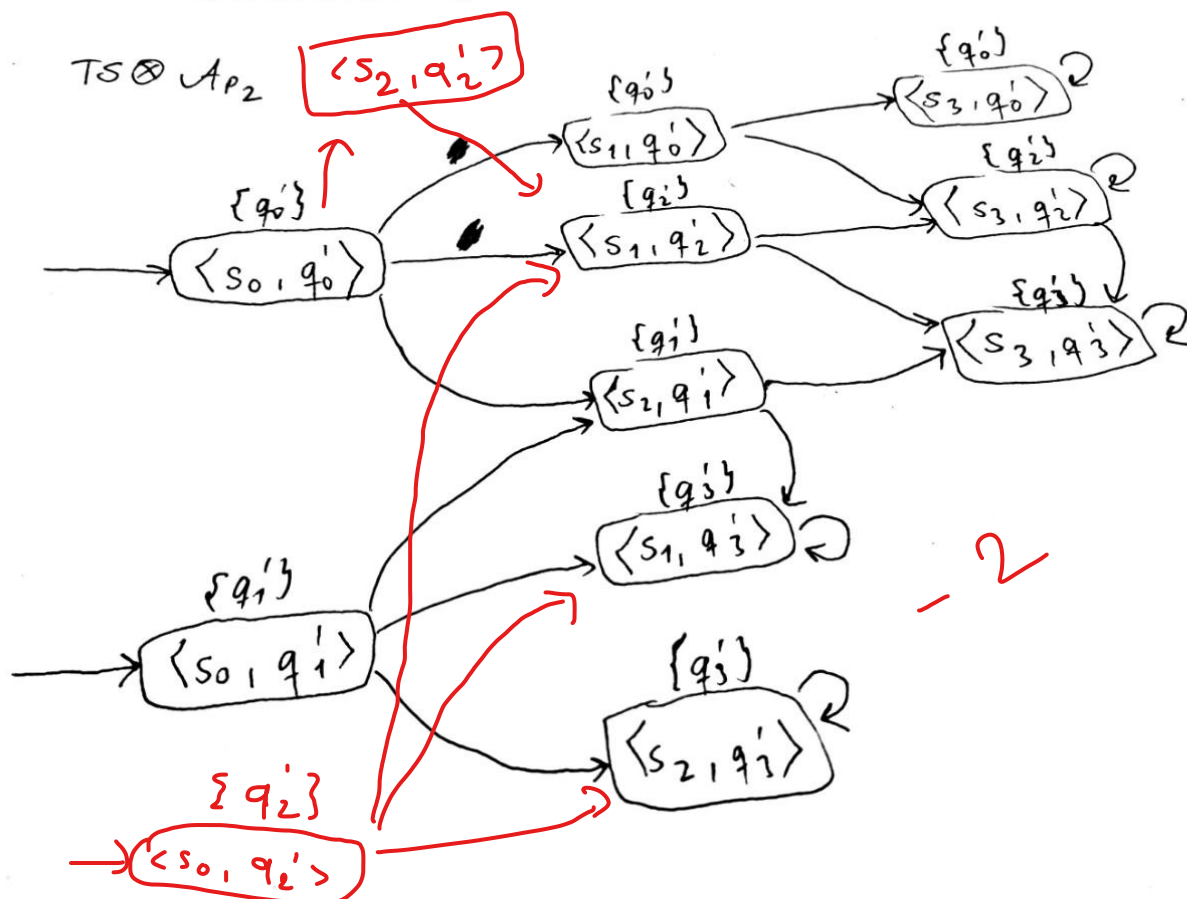 TS ⊗ 𝒜P₂
<s₂, q₂'>
{q₀'}
<s₁, q₀'>
{q₀'}
<s₃, q₀'>
{q₀'}
<s₀, q₀'>
{q₂'}
<s₁, q₂'>
{q₂'}
<s₃, q₂'>
{q₁'}
<s₂, q₁'>
{q₃'}
<s₃, q₃'>
{q₁'}
<s₀, q₁'>
{q₃'}
<s₁, q₃'>
- 2
{q₃'}
<s₂, q₃'>
{q₂'}
<s₀, q₂'>